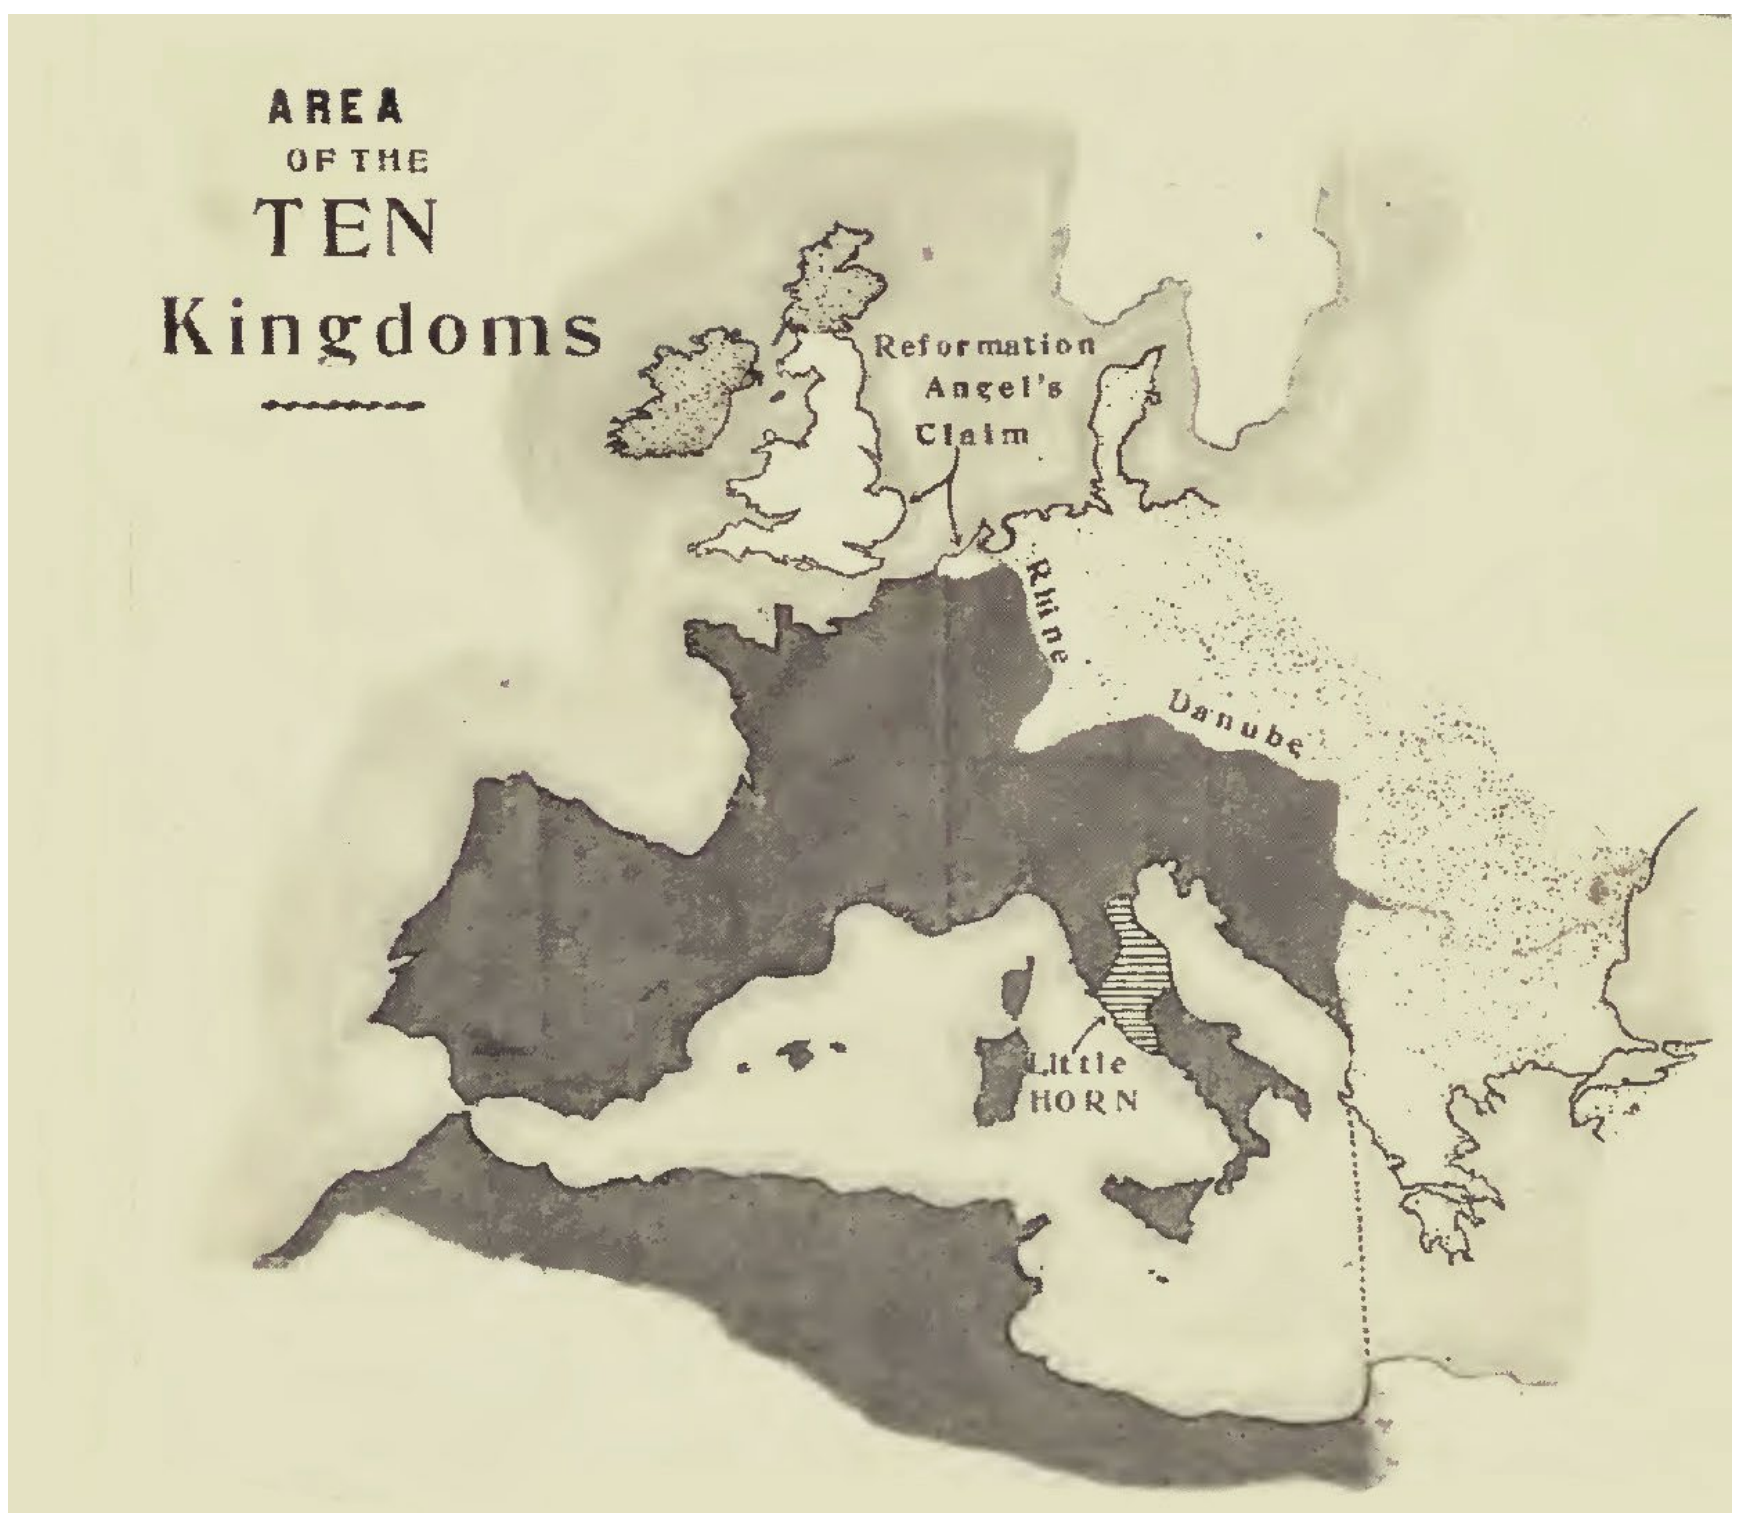 AREA
OF THE
TEN
Kingdoms
Reformation
Angel's
Claim
Rhine
Danube
Little
HORN